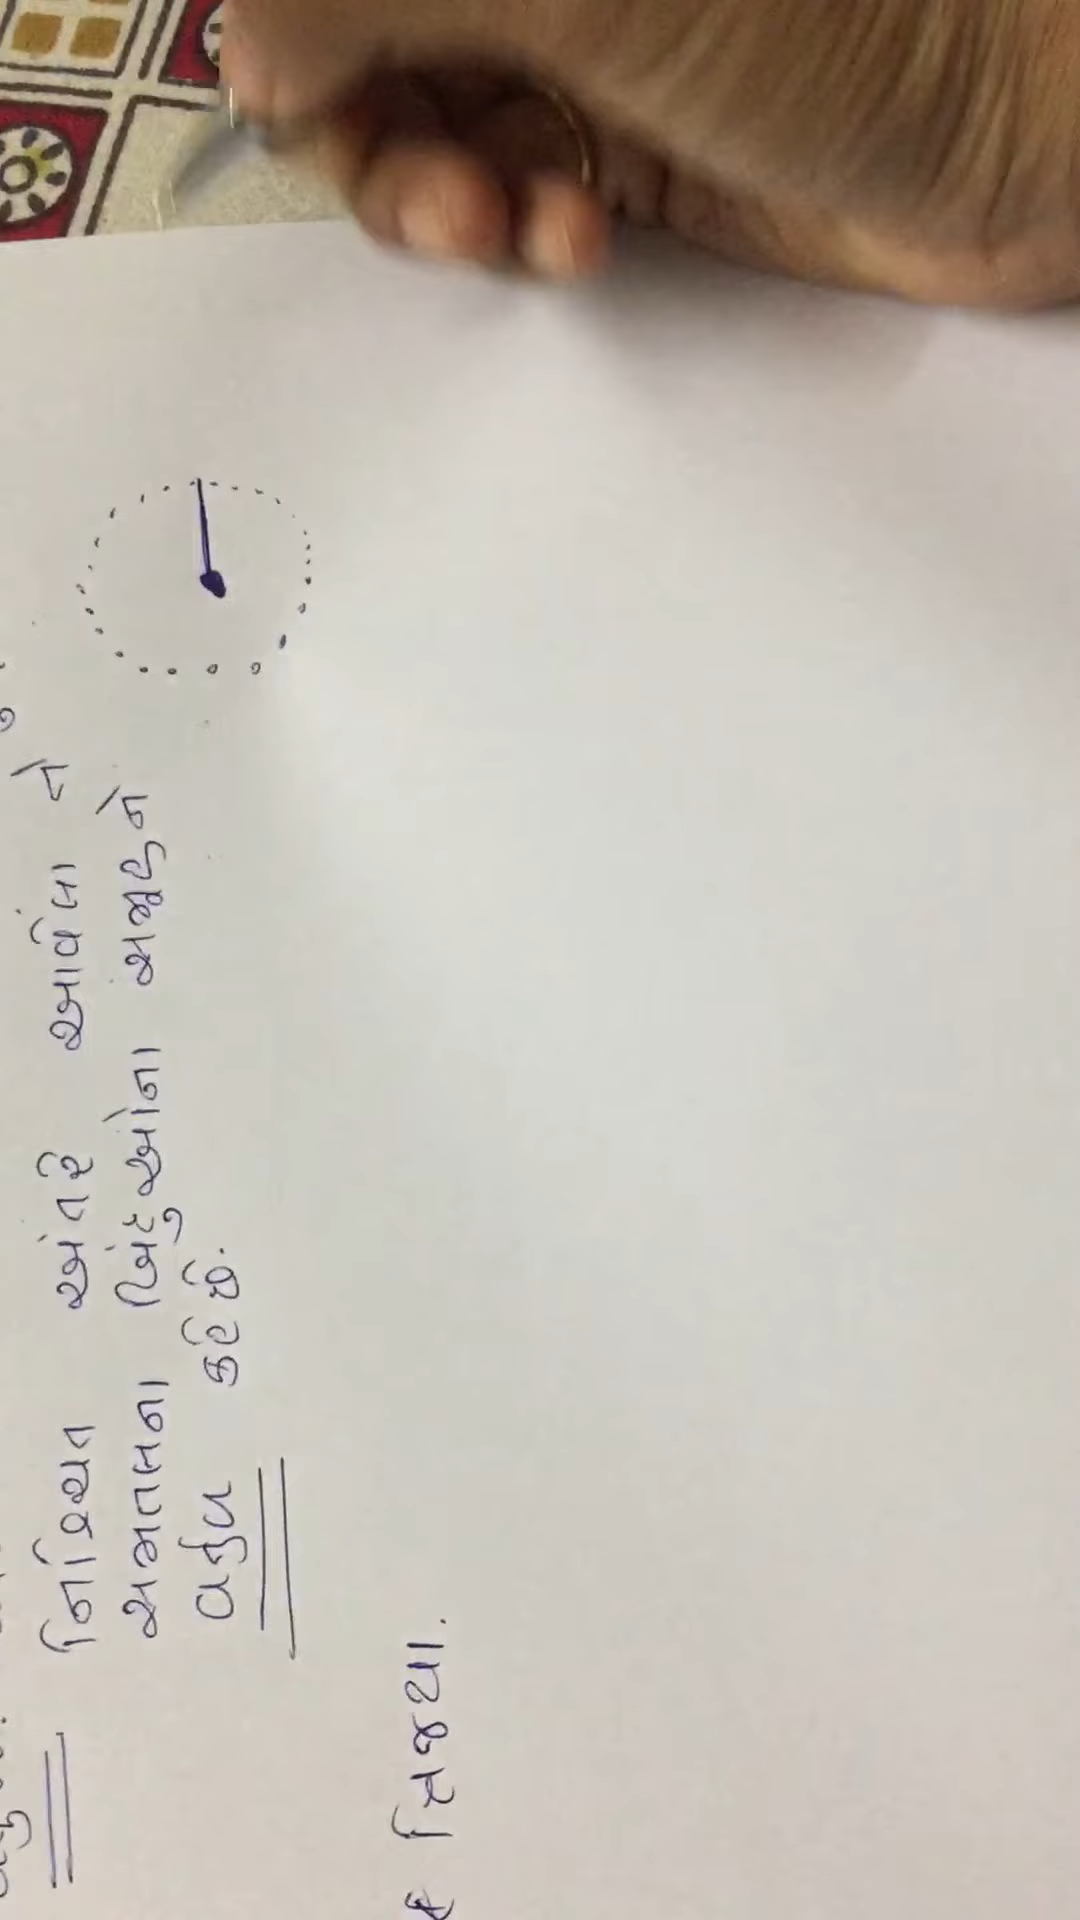 નિશ્ચિત અંતરે આવેલા તે
સમતલના બિંદુઓના સમૂહને
વર્તુળ કહે છે.
* ત્રિજ્યા.